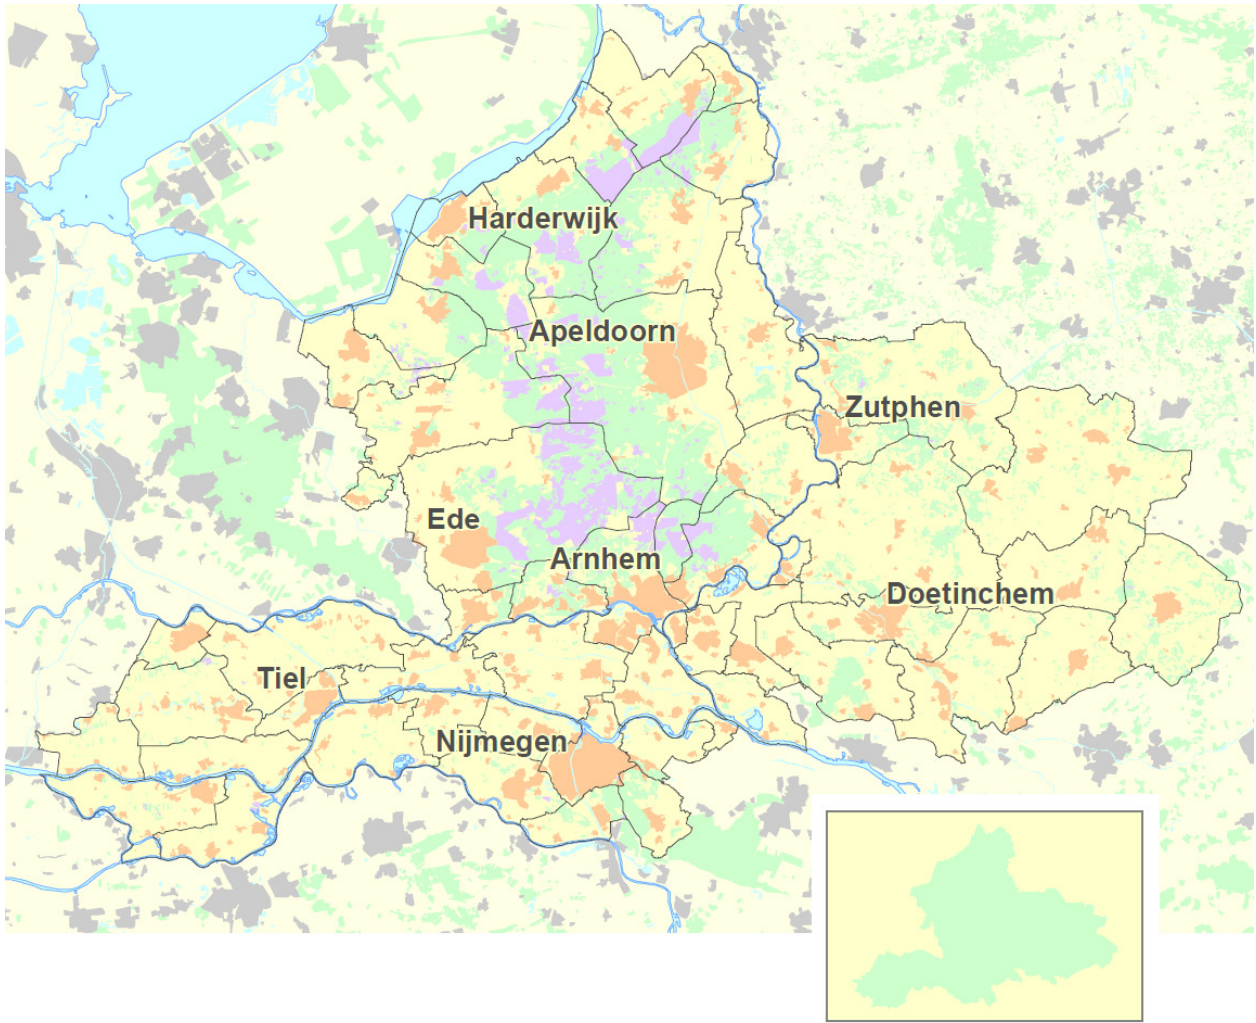 Harderwijk
Apeldoorn
Zutphen
Ede
Arnhem
Doetinchem
Tiel
Nijmegen